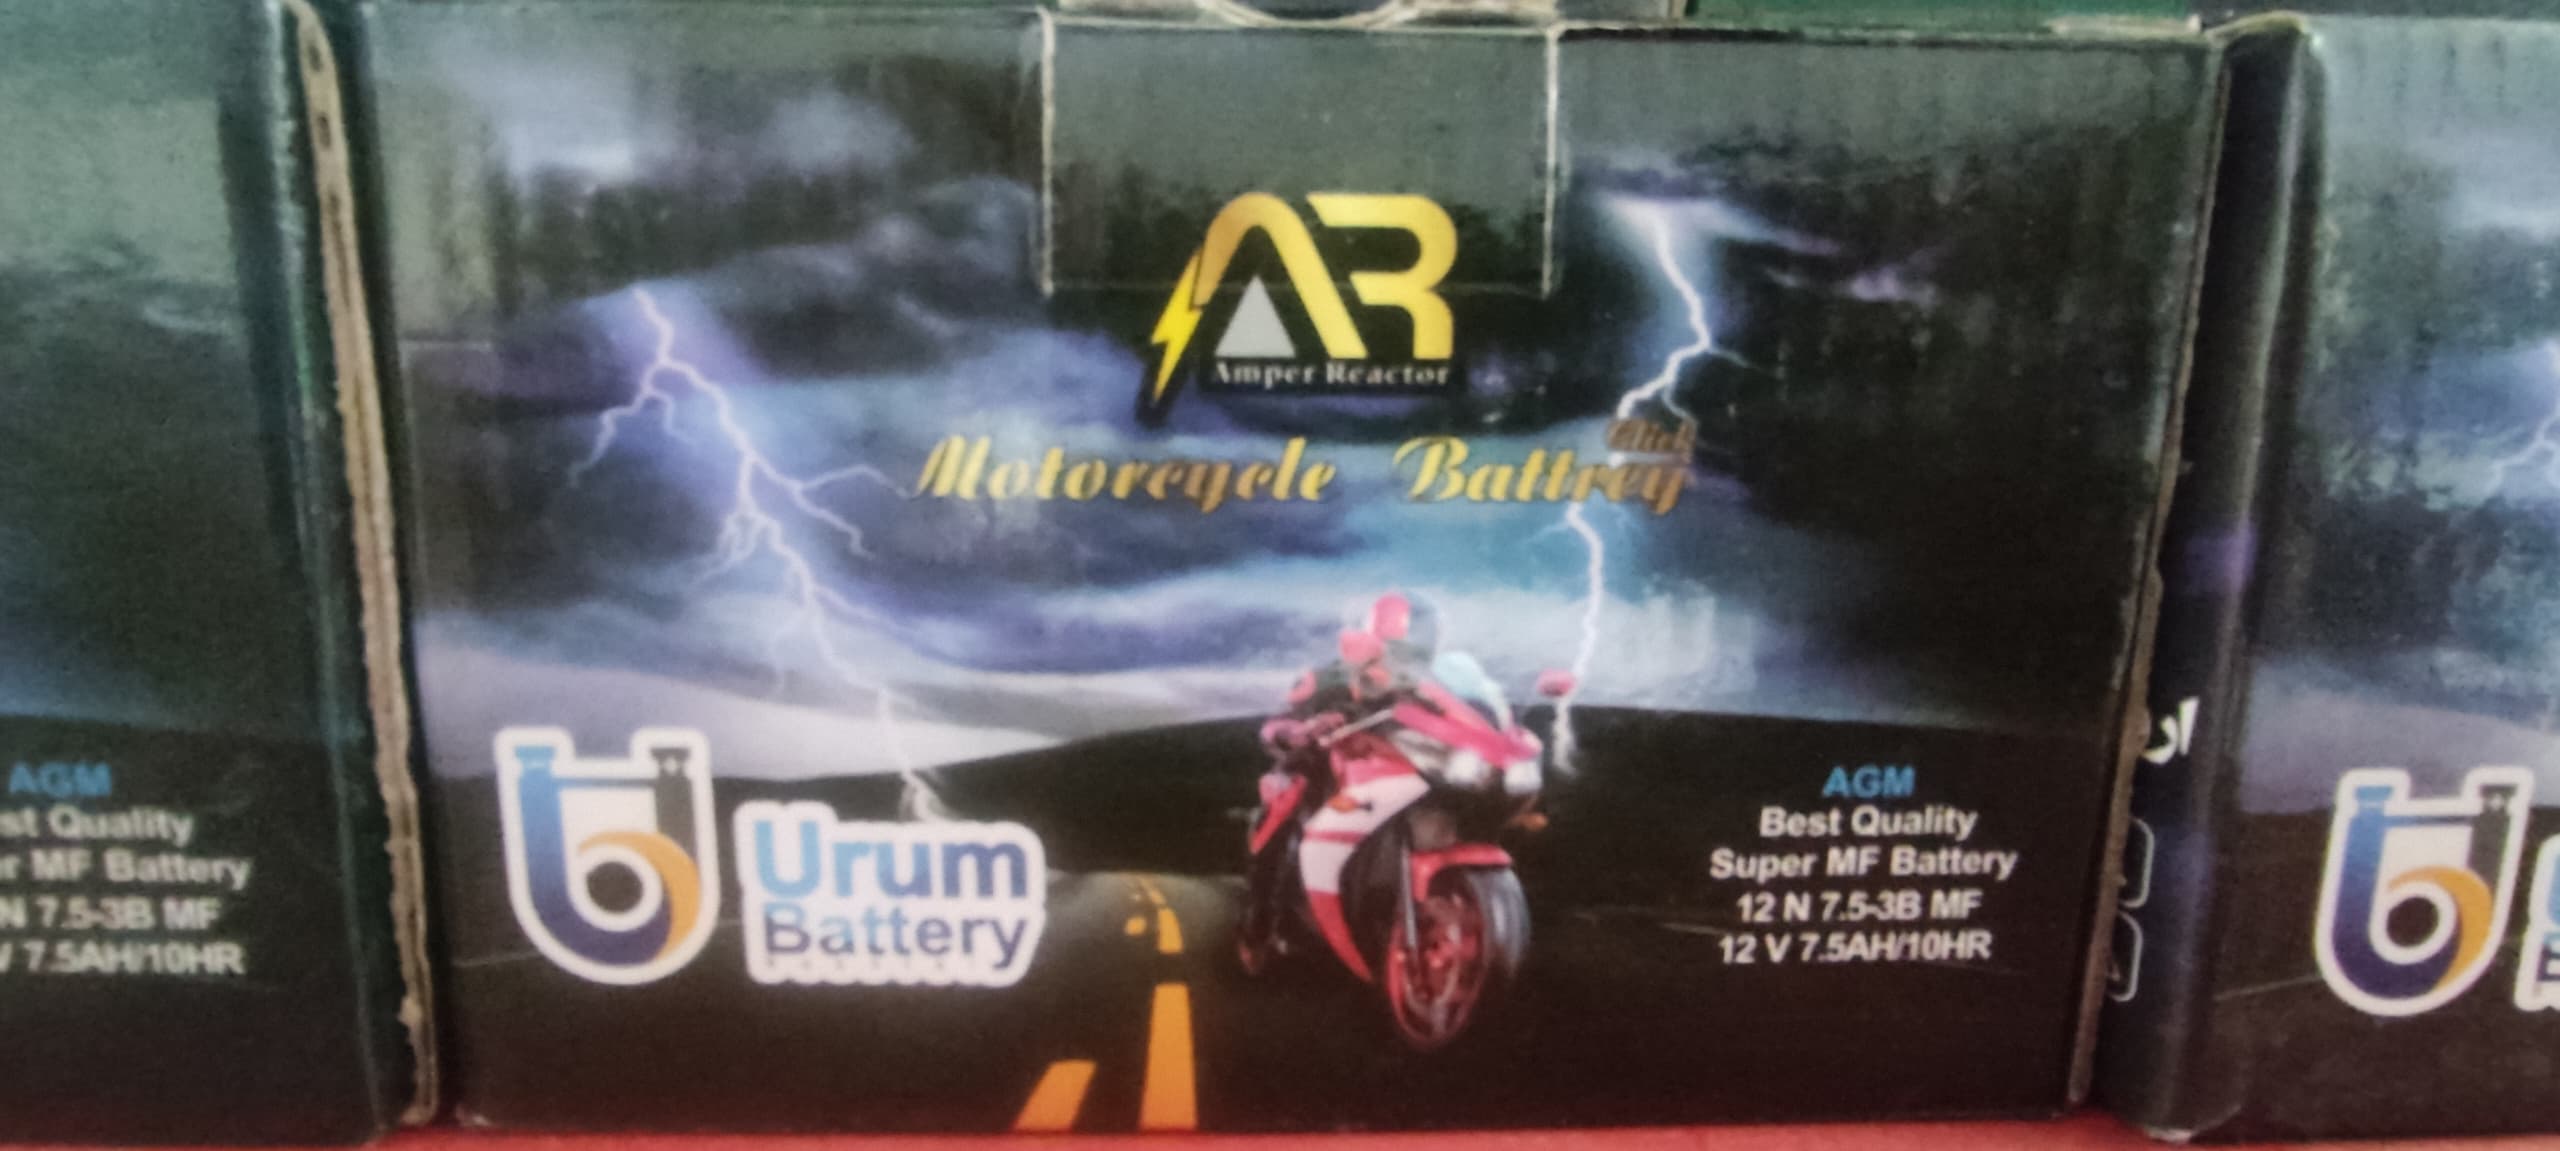 AR
Amper Reactor
Motorcycle Battrey
Urum
Battery
AGM
Best Quality
Super MF Battery
12 N 7.5-3B MF
12 V 7.5AH/10HR
AGM
st Quality
r MF Battery
N 7.5-3B MF
V 7.5AH/10HR